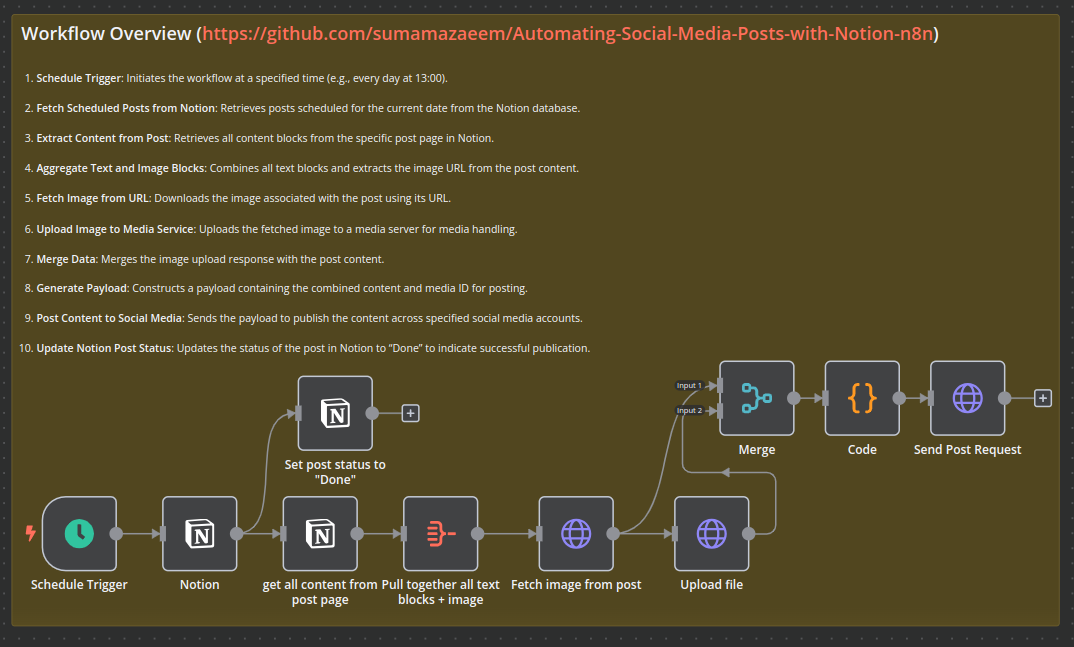 Workflow Overview (https://github.com/sumamazaeem/Automating-Social-Media-Posts-with-Notion-n8n)
1. Schedule Trigger: Initiates the workflow at a specified time (e.g., every day at 13:00).
2. Fetch Scheduled Posts from Notion: Retrieves posts scheduled for the current date from the Notion database.
3. Extract Content from Post: Retrieves all content blocks from the specific post page in Notion.
4. Aggregate Text and Image Blocks: Combines all text blocks and extracts the image URL from the post content.
5. Fetch Image from URL: Downloads the image associated with the post using its URL.
6. Upload Image to Media Service: Uploads the fetched image to a media server for media handling.
7. Merge Data: Merges the image upload response with the post content.
8. Generate Payload: Constructs a payload containing the combined content and media ID for posting.
9. Post Content to Social Media: Sends the payload to publish the content across specified social media accounts.
10. Update Notion Post Status: Updates the status of the post in Notion to “Done” to indicate successful publication.
Input 1
Input 2
Merge
Code
Send Post Request
Set post status to
"Done"
Schedule Trigger
Notion
get all content from
post page
Pull together all text
blocks + image
Fetch image from post
Upload file